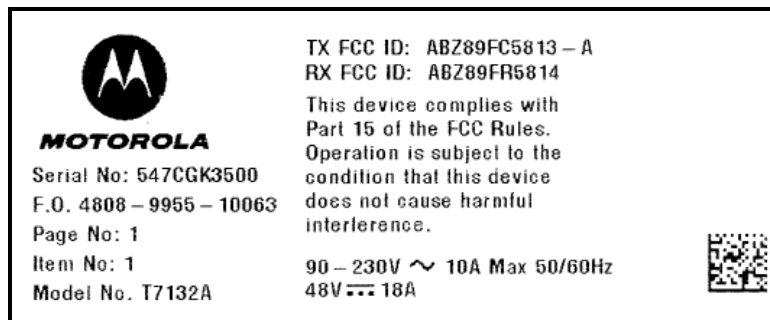 MOTOROLA
Serial No: 547CGK3500
F.O. 4808 – 9955 – 10063
Page No: 1
Item No: 1
Model No. T7132A
TX FCC ID: ABZ89FC5813 – A
RX FCC ID: ABZ89FR5814
This device complies with
Part 15 of the FCC Rules.
Operation is subject to the
condition that this device
does not cause harmful
interference.
90 – 230V ~ 10A Max 50/60Hz
48V ⎓ 18A